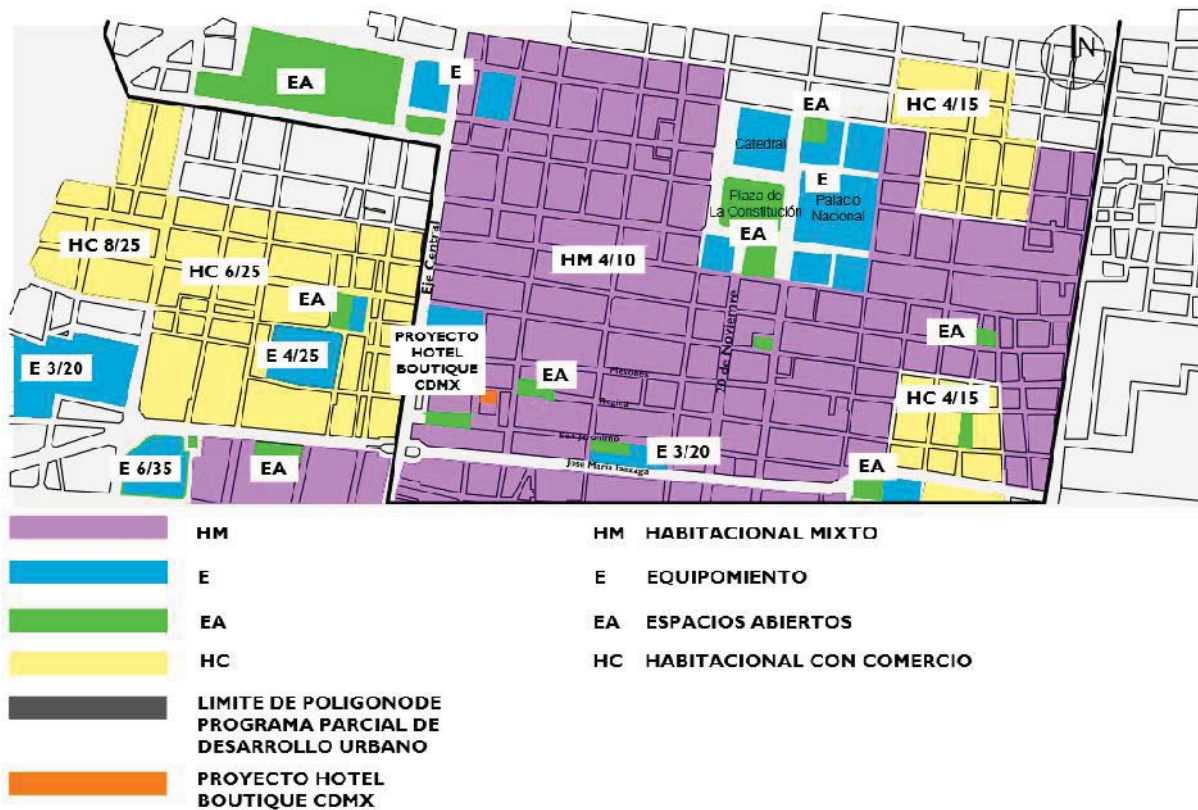 N
EA
E
EA
HC 4/15
Catedral
E
Plaza de
La Constitución
Palacio
Nacional
EA
HC 8/25
HC 6/25
Eje Central
HM 4/10
EA
20 de Noviembre
EA
E 3/20
E 4/25
PROYECTO
HOTEL
BOUTIQUE
CDMX
Mesones
EA
HC 4/15
Regina
San Jerónimo
E 3/20
José María Izazaga
E 6/35
EA
EA
HM
HM HABITACIONAL MIXTO
E
E EQUIPOMIENTO
EA
EA ESPACIOS ABIERTOS
HC
HC HABITACIONAL CON COMERCIO
LIMITE DE POLIGONODE
PROGRAMA PARCIAL DE
DESARROLLO URBANO
PROYECTO HOTEL
BOUTIQUE CDMX